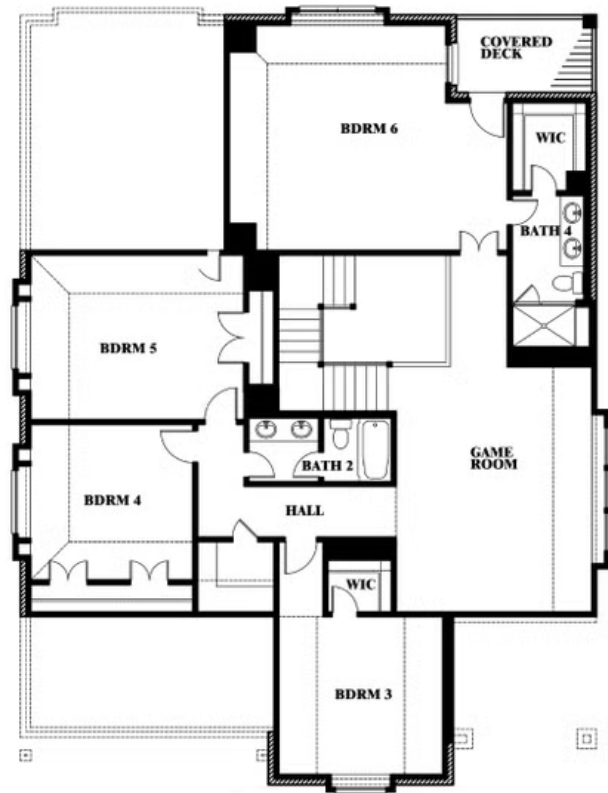 COVERED
DECK
BDRM 6
WIC
BATH 4
BDRM 5
GAME
ROOM
BATH 2
BDRM 4
HALL
WIC
BDRM 3